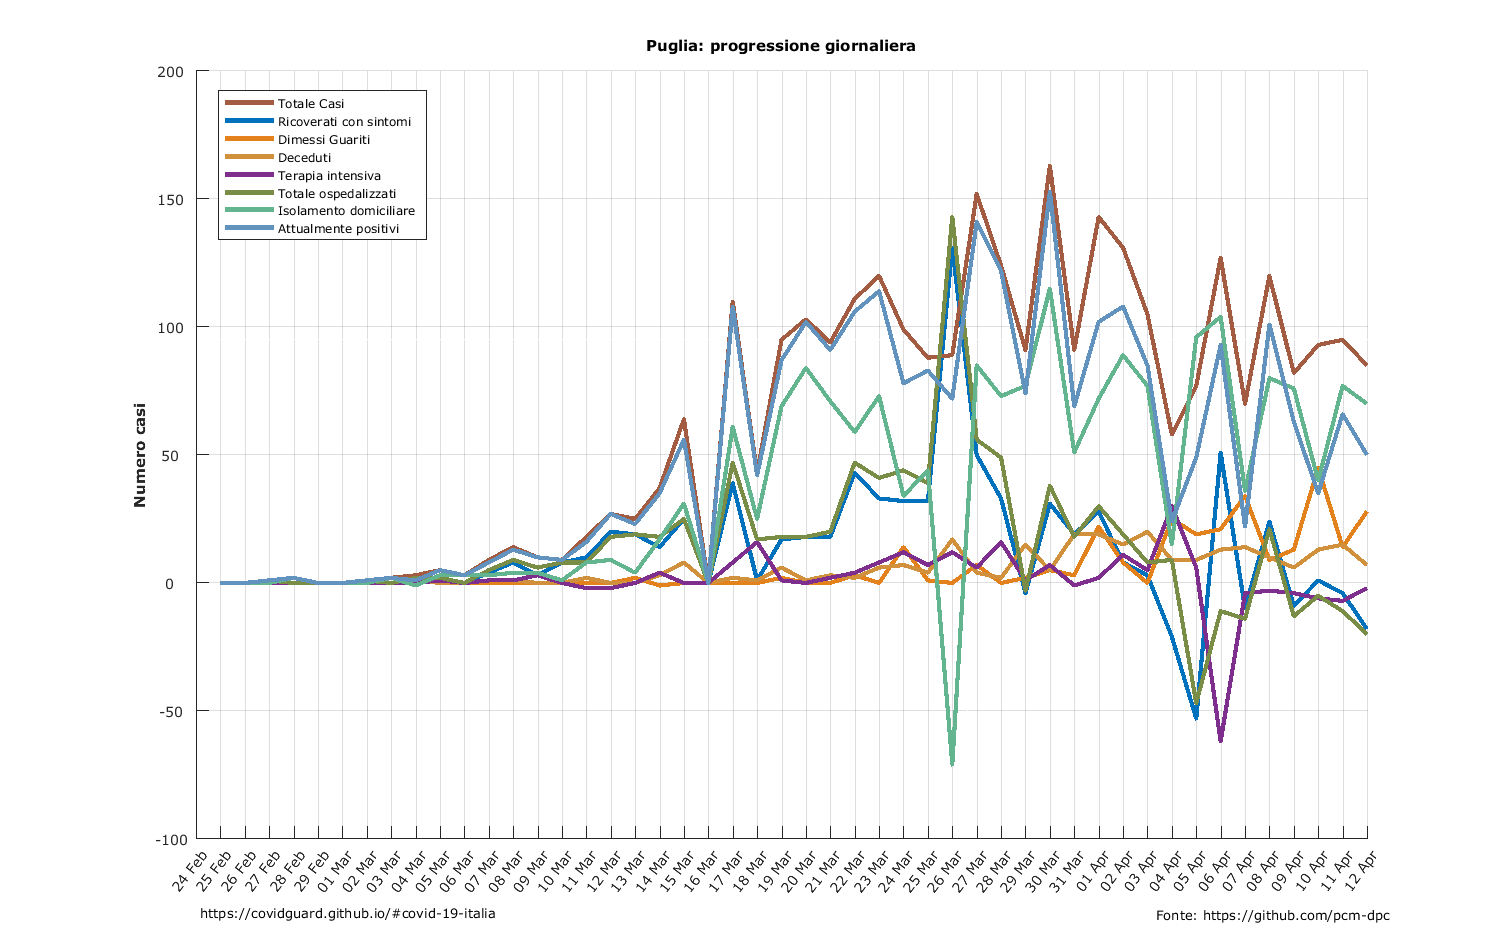 Puglia: progressione giornaliera
200
150
100
50
0
-50
-100
Numero casi
Totale Casi
Ricoverati con sintomi
Dimessi Guariti
Deceduti
Terapia intensiva
Totale ospedalizzati
Isolamento domiciliare
Attualmente positivi
24 Feb
25 Feb
26 Feb
27 Feb
28 Feb
29 Feb
01 Mar
02 Mar
03 Mar
04 Mar
05 Mar
06 Mar
07 Mar
08 Mar
09 Mar
10 Mar
11 Mar
12 Mar
13 Mar
14 Mar
15 Mar
16 Mar
17 Mar
18 Mar
19 Mar
20 Mar
21 Mar
22 Mar
23 Mar
24 Mar
25 Mar
26 Mar
27 Mar
28 Mar
29 Mar
30 Mar
31 Mar
01 Apr
02 Apr
03 Apr
04 Apr
05 Apr
06 Apr
07 Apr
08 Apr
09 Apr
10 Apr
11 Apr
12 Apr
https://covidguard.github.io/#covid-19-italia
Fonte: https://github.com/pcm-dpc